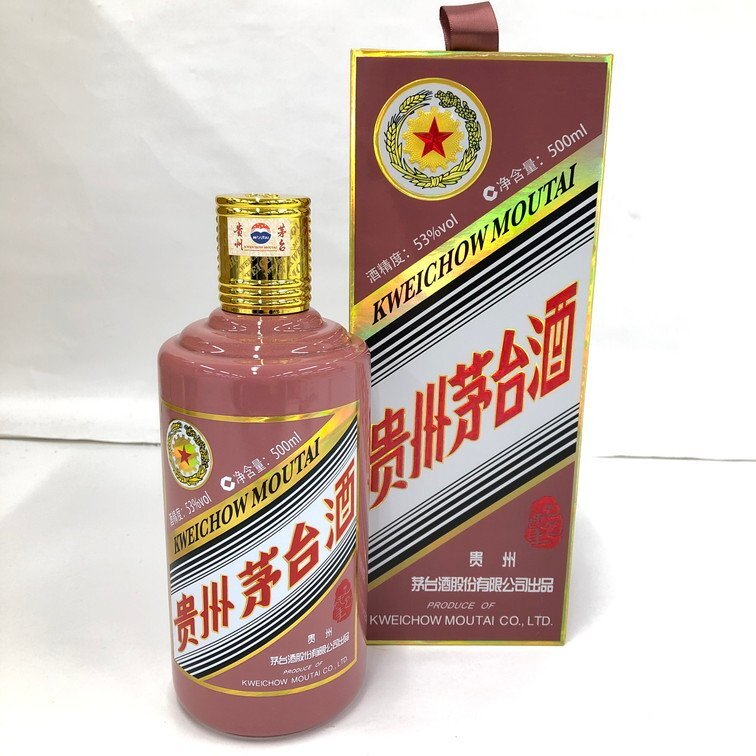 贵州
茅台
MOUTAI
KWEICHOW MOUTAI
净含量：500ml
酒精度：53%vol
KWEICHOW MOUTAI
贵州茅台酒
贵州
茅台酒股份有限公司出品
PRODUCE OF
KWEICHOW MOUTAI CO., LTD.
净含量：500ml
酒精度：53%vol
KWEICHOW MOUTAI
贵州茅台酒
贵州
茅台酒股份有限公司出品
PRODUCE OF
KWEICHOW MOUTAI CO., LTD.